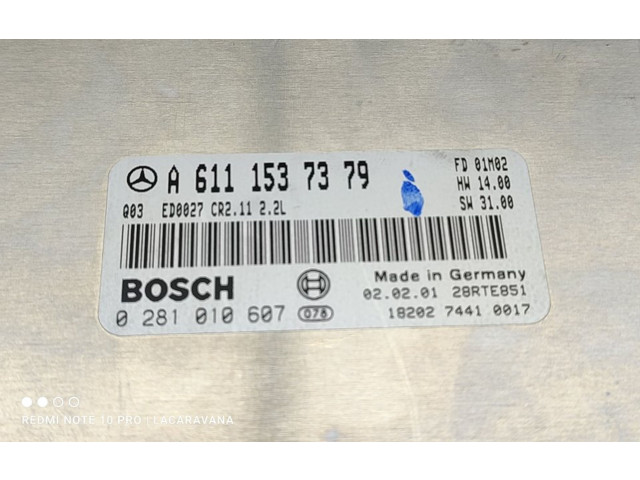 A 611 153 73 79
FD 01M02
HW 14.00
SW 31.00
Q03 ED0027 CR2.11 2.2L
BOSCH
Made in Germany
02.02.01 28RTE851
0 281 010 607 078
18202 7441 0017
REDMI NOTE 10 PRO | LACARAVANA